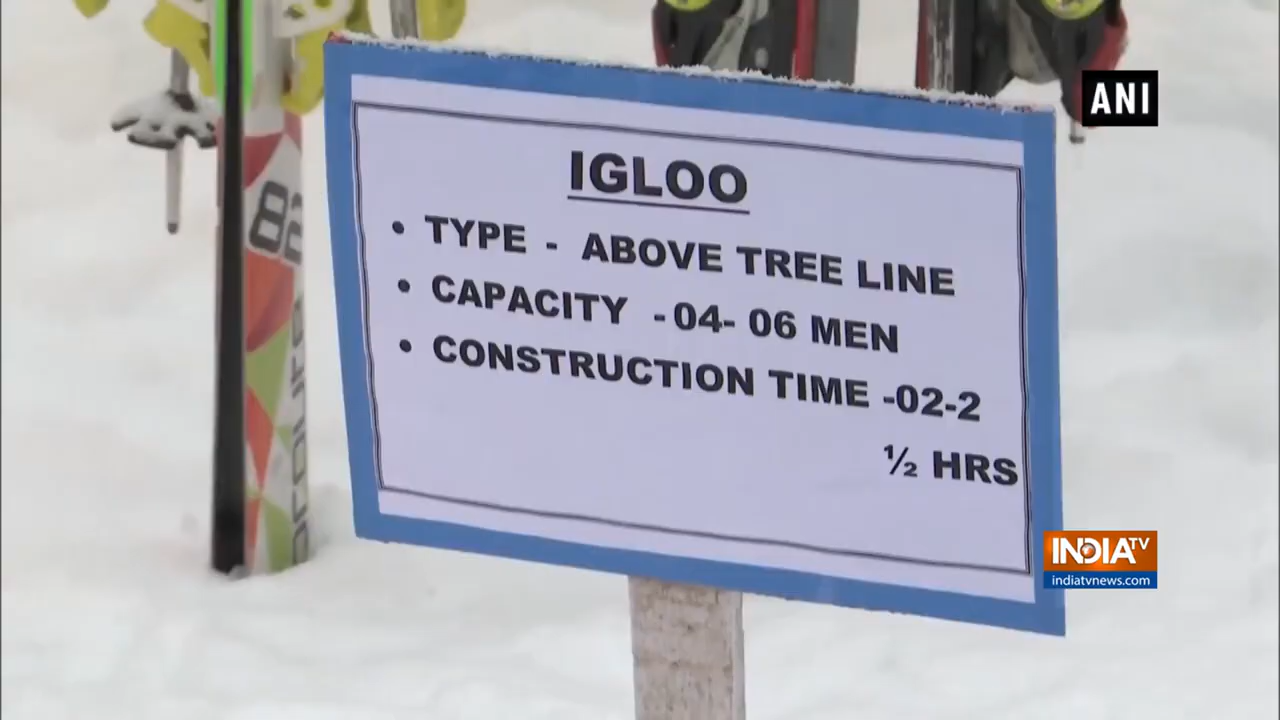 ANI
IGLOO
• TYPE - ABOVE TREE LINE
• CAPACITY - 04- 06 MEN
• CONSTRUCTION TIME -02-2
½ HRS
82
INDIA TV
indiatvnews.com